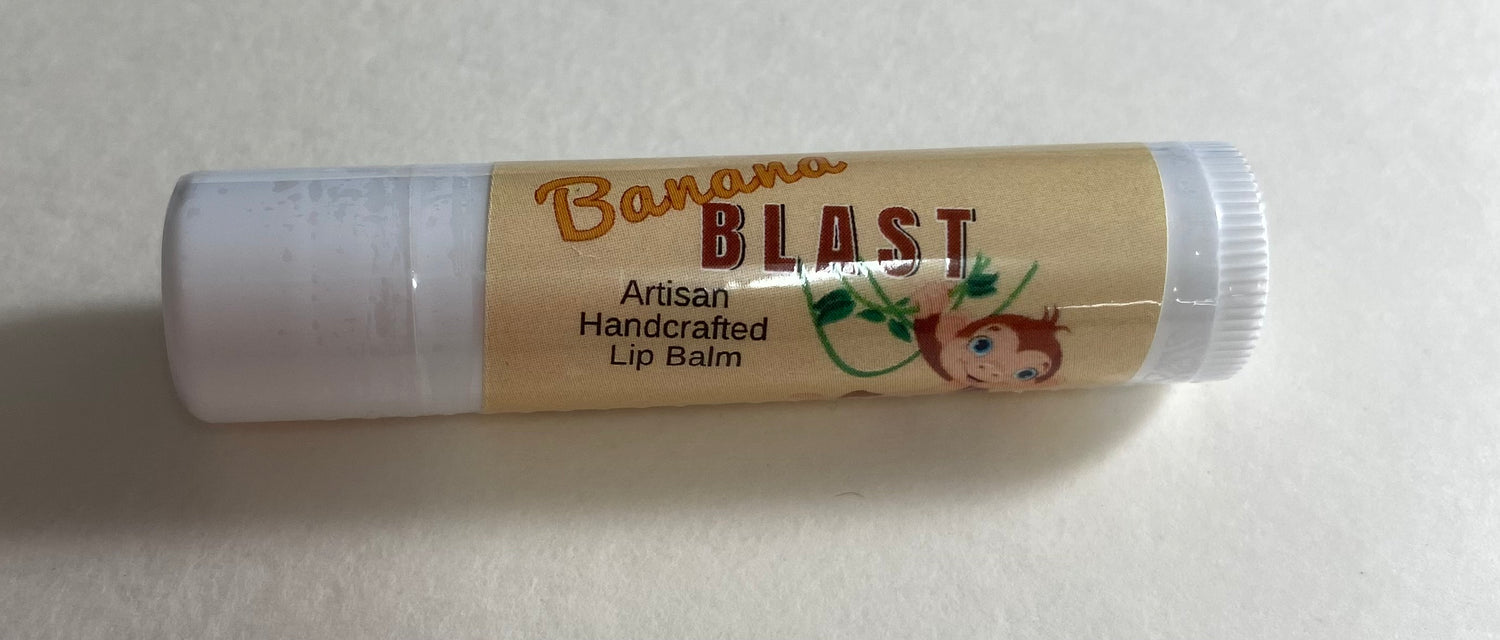 Banana
BLAST
Artisan
Handcrafted
Lip Balm